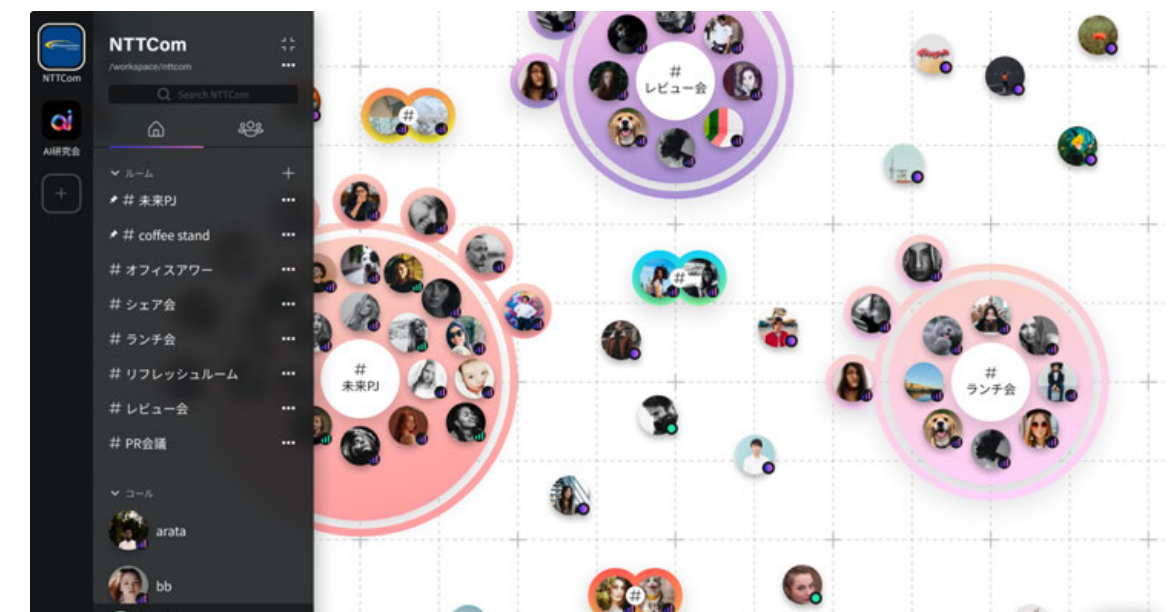 NTTCom
NTTCom
/workspace/nttcom
Search NTTCom
AI研究会
ルーム
# 未来PJ
# coffee stand
# オフィスアワー
# シェア会
# ランチ会
# リフレッシュルーム
# レビュー会
# PR会議
コール
arata
bb
#
#
レビュー会
#
#
未来PJ
#
ランチ会
#